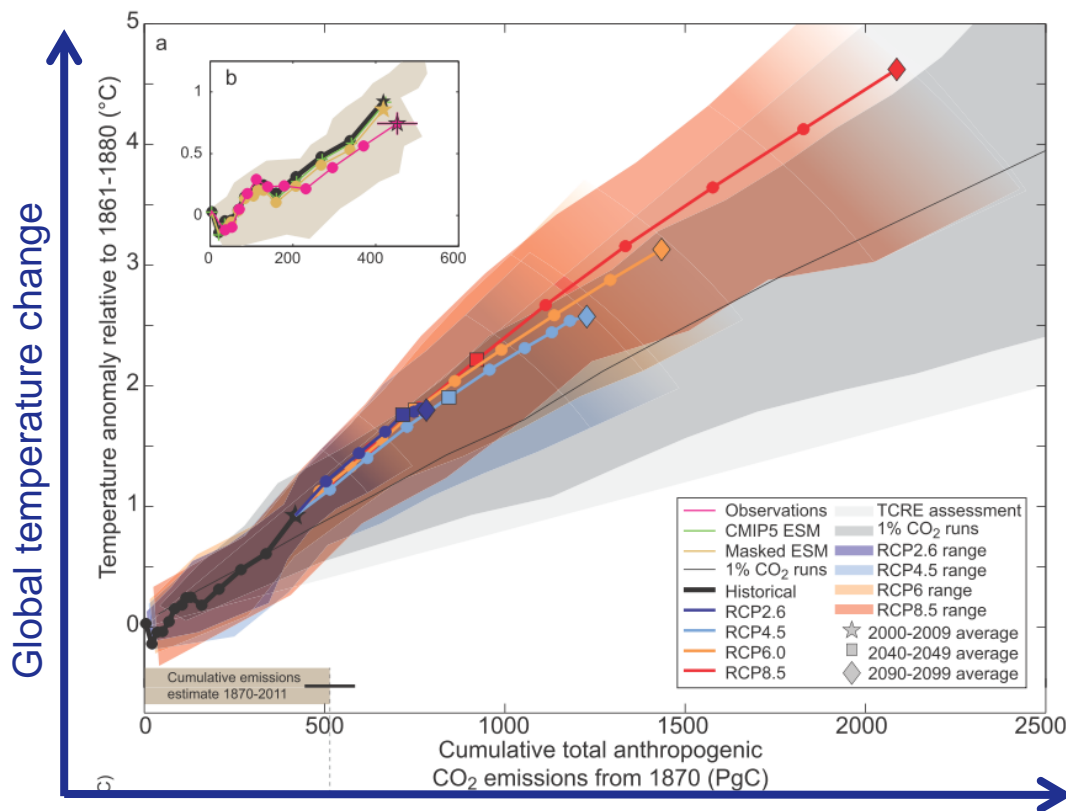 Global temperature change
Temperature anomaly relative to 1861-1880 (°C)
a
5
4
3
2
1
0
b
1
0.5
0
0
200
400
600
Observations
CMIP5 ESM
Masked ESM
1% CO₂ runs
Historical
RCP2.6
RCP4.5
RCP6.0
RCP8.5
TCRE assessment
1% CO₂ runs
RCP2.6 range
RCP4.5 range
RCP6 range
RCP8.5 range
2000-2009 average
2040-2049 average
2090-2099 average
Cumulative emissions
estimate 1870-2011
0
500
1000
1500
2000
2500
Cumulative total anthropogenic
CO₂ emissions from 1870 (PgC)
C)